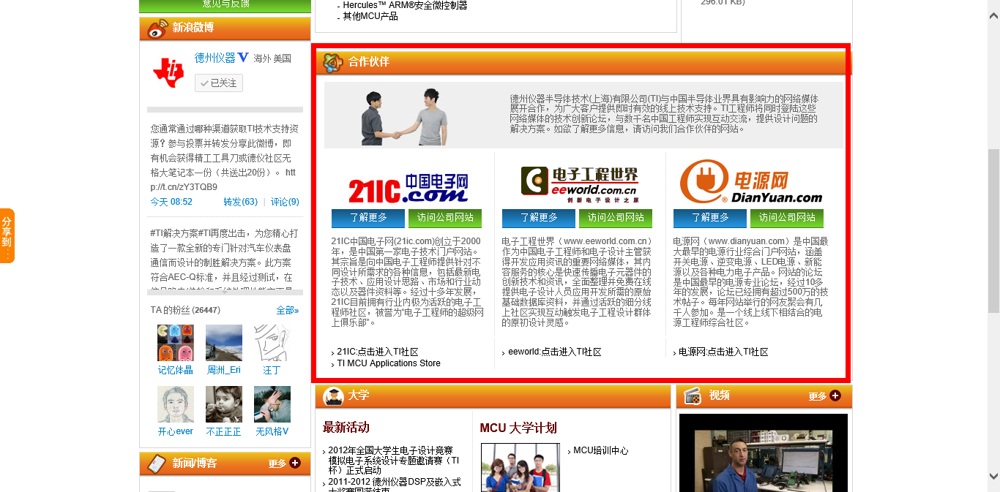 意见与反馈
- Hercules™ ARM®安全微控制器
- 其他MCU产品
296.01 KB)
新浪微博
德州仪器 V 海外 美国
已关注
您通常通过哪种渠道获取TI技术支持资
源？参与投票并转发分享此微博，即
有机会获得精工工具刀或德仪社区无
格大笔记本一份（共送出20份）。 htt
p://t.cn/zY3TQB9
今天 08:52 转发(63) | 评论(9)
#TI解决方案#TI再度出击，为您精心打
造了一款全新的专门针对汽车仪表盘
通信而设计的制胜解决方案。此方案
符合AEC-Q标准，并且经过测试，在
TA 的粉丝 (26447) 全部»
记忆体晶 周洲_Eri 汪丁
开心ever 不正正正 无风格V
新闻/博客 更多
分享到：
合作伙伴
德州仪器半导体技术(上海)有限公司(TI)与中国半导体业界具有影响力的网络媒体
展开合作，为广大客户提供即时有效的线上技术支持。TI工程师将同时登陆这些
网络媒体的技术创新论坛，与数千名中国工程师实现互动交流，提供设计问题的
解决方案。如欲了解更多信息，请访问我们合作伙伴的网站。
21IC 中国电子网
.com
了解更多 访问公司网站
21IC中国电子网(21ic.com)创立于2000
年，是中国第一家电子技术门户网站。
其宗旨是向中国电子工程师提供针对不
同设计所需求的各种信息，包括最新电
子技术、应用设计思路、市场和行业动
态以及器件资料等。经过十多年发展，
21IC目前拥有行业内极为活跃的电子工
程师社区，被誉为"电子工程师的超级网
上俱乐部"。
21IC:点击进入TI社区
TI MCU Applications Store
电子工程世界
eeworld.com.cn
创新电子设计之原
了解更多 访问公司网站
电子工程世界（www.eeworld.com.cn）
作为中国电子工程师和电子设计主管获
得开发应用资讯的重要网络媒体，其内
容服务的核心是快速传播电子元器件的
创新技术和资讯，全面整理并免费在线
提供电子设计人员应用开发所需的原始
基础数据库资料，并通过活跃的细分线
上社区实现互动触发电子工程设计群体
的原初设计灵感。
eeworld:点击进入TI社区
电源网
DianYuan.com
了解更多 访问公司网站
电源网（www.dianyuan.com）是中国最
大最早的电源行业综合门户网站，涵盖
开关电源、逆变电源、LED电源、新能
源以及各种电力电子产品。网站的论坛
是中国最早的电源专业论坛，经过10多
年的发展，论坛已经拥有超过500万的技
术帖子。每年网站举行的网友聚会有几
千人参加。是一个线上线下相结合的电
源工程师综合社区。
电源网:点击进入TI社区
大学
最新活动
2012年全国大学生电子设计竞赛
模拟电子系统设计专题邀请赛（TI
杯）正式启动
2011-2012 德州仪器DSP及嵌入式
MCU 大学计划
MCU培训中心
视频 更多